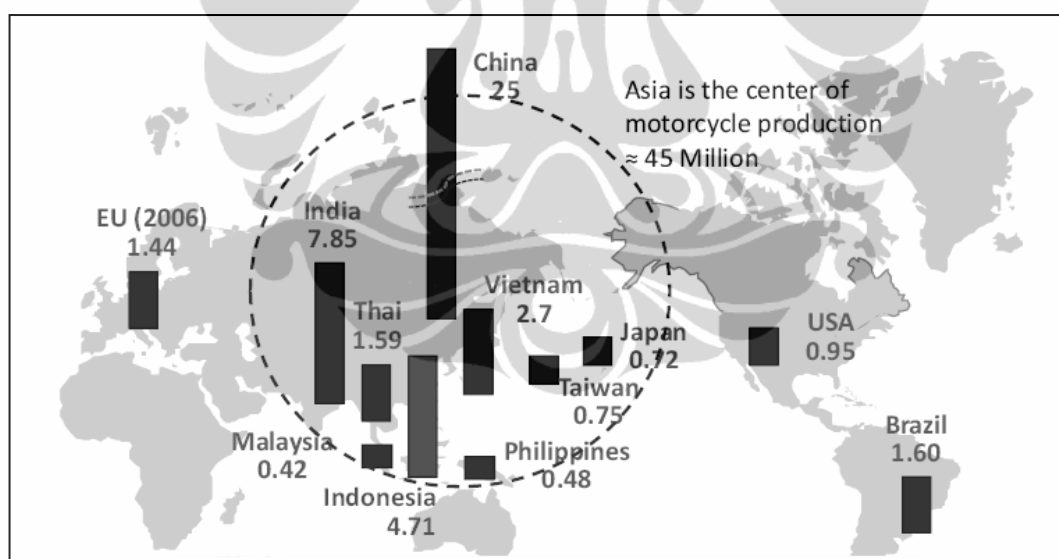 China
25
Asia is the center of
motorcycle production
≈ 45 Million
EU (2006)
1.44
India
7.85
Thai
1.59
Vietnam
2.7
Japan
0.72
USA
0.95
Taiwan
0.75
Malaysia
0.42
Philippines
0.48
Indonesia
4.71
Brazil
1.60